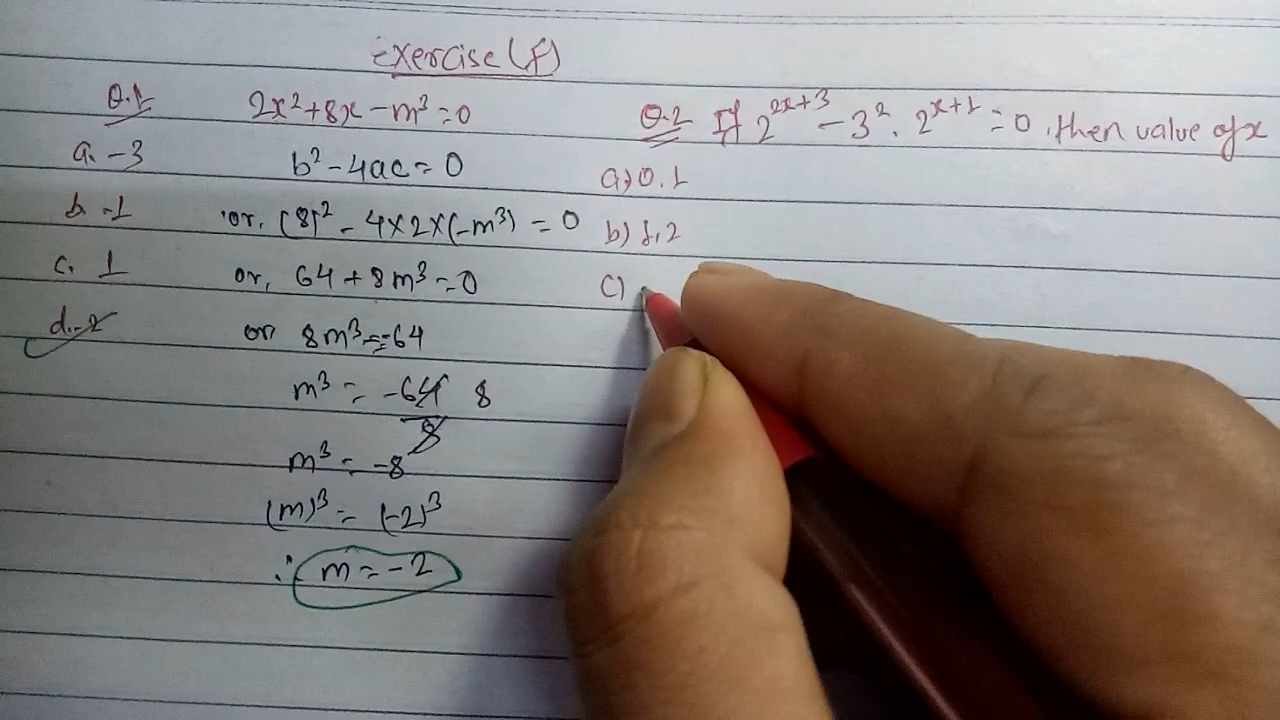 Exercise (f)
Q.1 2x²+8x-m³=0
a. -3 b²-4ac=0
b. -1 or, (8)² - 4×2×(-m³) = 0
c. 1 or, 64+8m³=0
d. -2 or 8m³=-64
m³ = -64/8 8
m³ = -8
(m)³ = (-2)³
∴ m=-2
Q.2 If 2^{2x+3} - 3². 2^{x+1} = 0, then value of x
a) 0.1
b) 1,2
c)